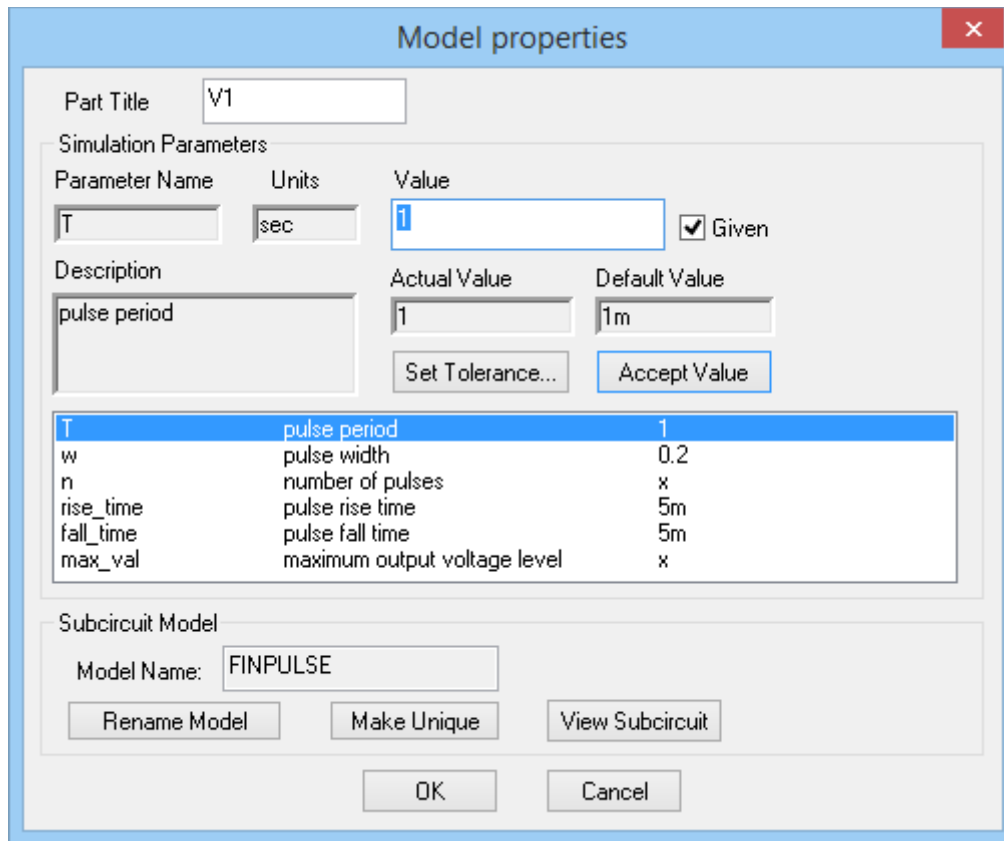 Model properties
Part Title V1
Simulation Parameters
Parameter Name Units Value
T sec 1 Given
Description Actual Value Default Value
pulse period 1 1m
Set Tolerance... Accept Value
T pulse period 1
w pulse width 0.2
n number of pulses x
rise_time pulse rise time 5m
fall_time pulse fall time 5m
max_val maximum output voltage level x
Subcircuit Model
Model Name: FINPULSE
Rename Model Make Unique View Subcircuit
OK Cancel